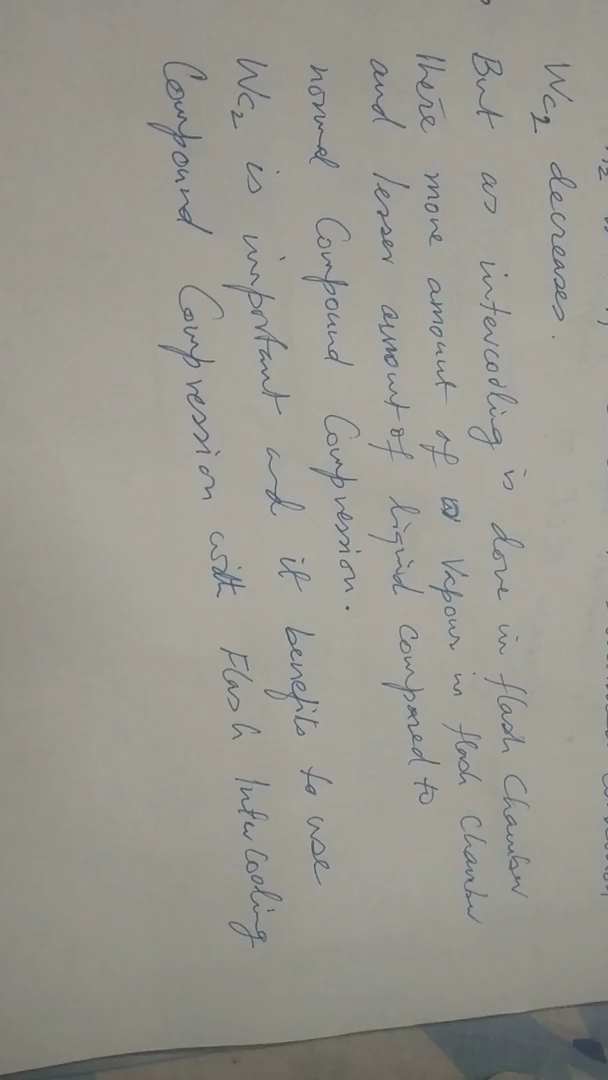 Wc2 decreases.
But as intercooling is done in flash chamber
there more amount of vapour in flash chamber
and lesser amount of liquid compared to
normal Compound Compression.
Wc2 is important and it benefits to use
Compound Compression with Flash Intercooling